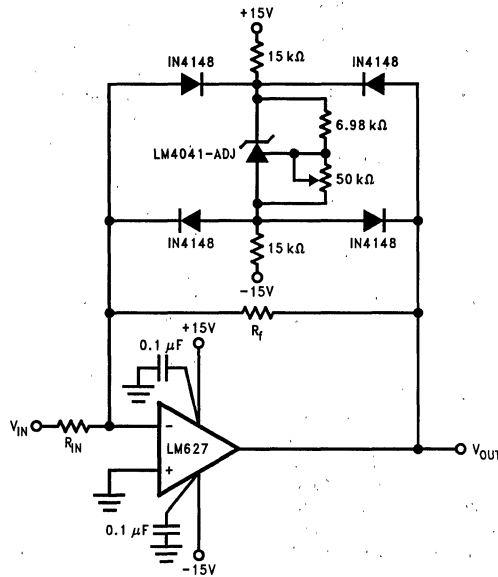 +15V
15 kΩ
IN4148
IN4148
6.98 kΩ
LM4041-ADJ
50 kΩ
IN4148
IN4148
15 kΩ
-15V
+15V
Rf
0.1 μF
VIN
RIN
-
LM627
+
VOUT
0.1 μF
-15V